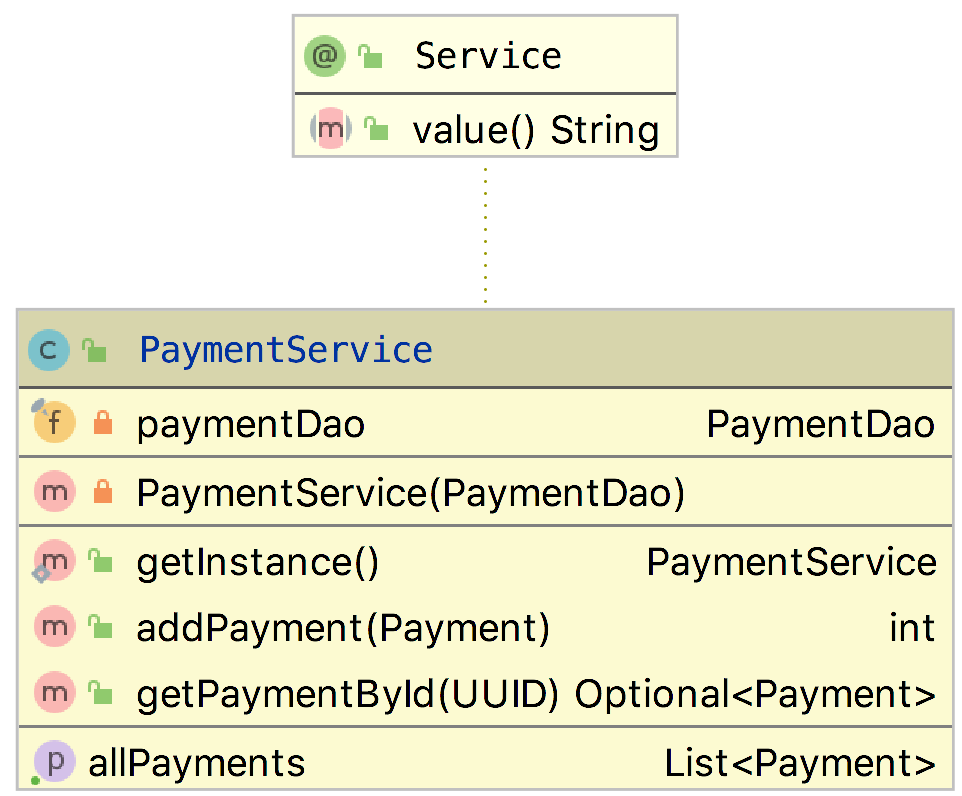 @ Service
m value() String
C PaymentService
f paymentDao PaymentDao
m PaymentService(PaymentDao)
m getInstance() PaymentService
m addPayment(Payment) int
m getPaymentById(UUID) Optional<Payment>
p allPayments List<Payment>